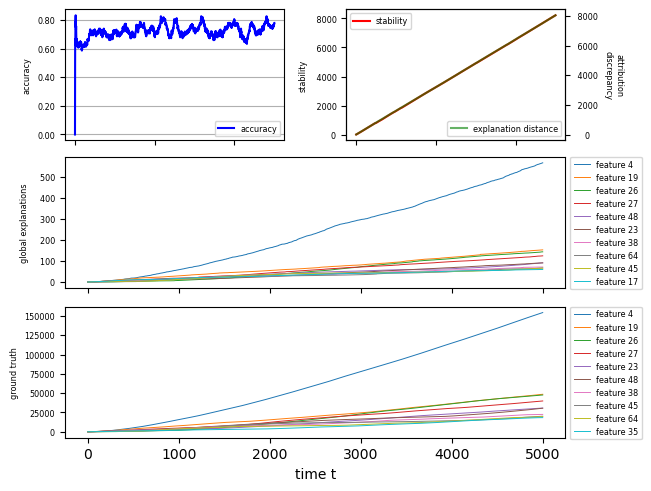 accuracy
0.80
0.60
0.40
0.20
0.00
accuracy
stability
8000
6000
4000
2000
0
stability
explanation distance
8000
6000
4000
2000
0
attribution
discrepancy
global explanations
500
400
300
200
100
0
feature 4
feature 19
feature 26
feature 27
feature 48
feature 23
feature 38
feature 64
feature 45
feature 17
ground truth
150000
125000
100000
75000
50000
25000
0
feature 4
feature 19
feature 26
feature 27
feature 23
feature 48
feature 38
feature 45
feature 64
feature 35
0 1000 2000 3000 4000 5000
time t